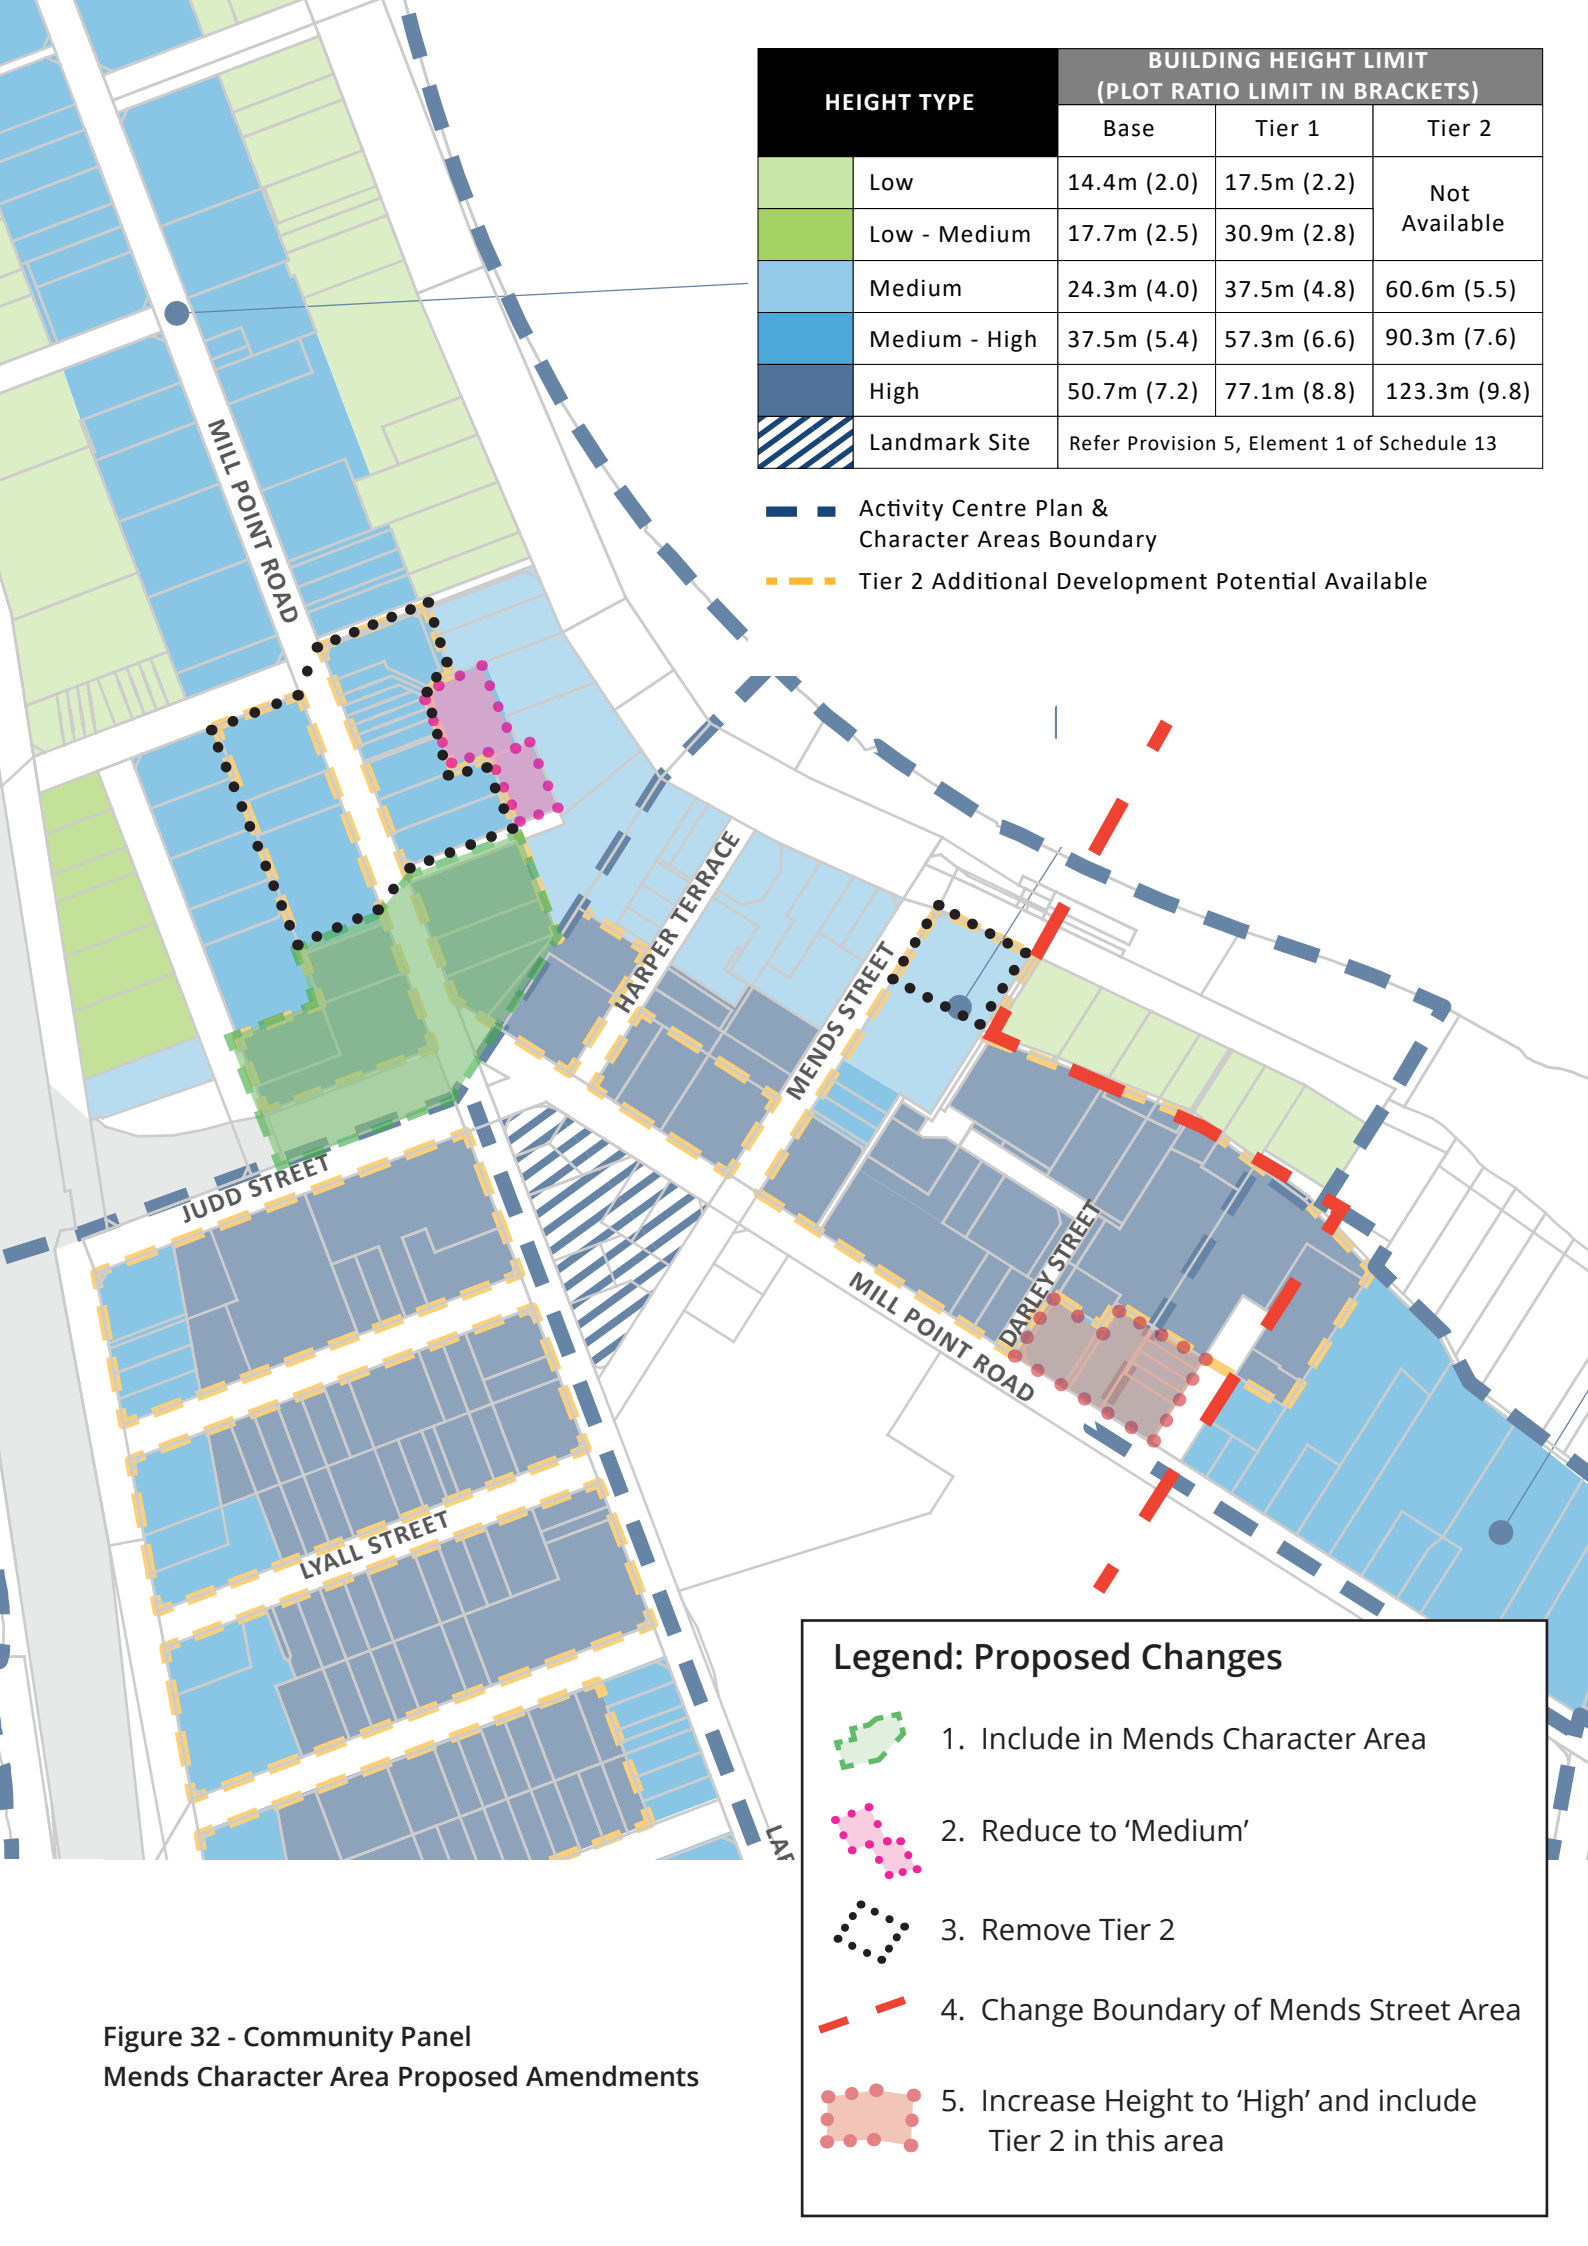 HEIGHT TYPE
BUILDING HEIGHT LIMIT
(PLOT RATIO LIMIT IN BRACKETS)
Base
Tier 1
Tier 2
Low
14.4m (2.0)
17.5m (2.2)
Not
Available
Low - Medium
17.7m (2.5)
30.9m (2.8)
Medium
24.3m (4.0)
37.5m (4.8)
60.6m (5.5)
Medium - High
37.5m (5.4)
57.3m (6.6)
90.3m (7.6)
High
50.7m (7.2)
77.1m (8.8)
123.3m (9.8)
Landmark Site
Refer Provision 5, Element 1 of Schedule 13
Activity Centre Plan &
Character Areas Boundary
Tier 2 Additional Development Potential Available
MILL POINT ROAD
HARPER TERRACE
MENDS STREET
JUDD STREET
DARLEY STREET
MILL POINT ROAD
LYALL STREET
Legend: Proposed Changes
1. Include in Mends Character Area
2. Reduce to ‘Medium’
3. Remove Tier 2
4. Change Boundary of Mends Street Area
5. Increase Height to ‘High’ and include
Tier 2 in this area
Figure 32 - Community Panel
Mends Character Area Proposed Amendments